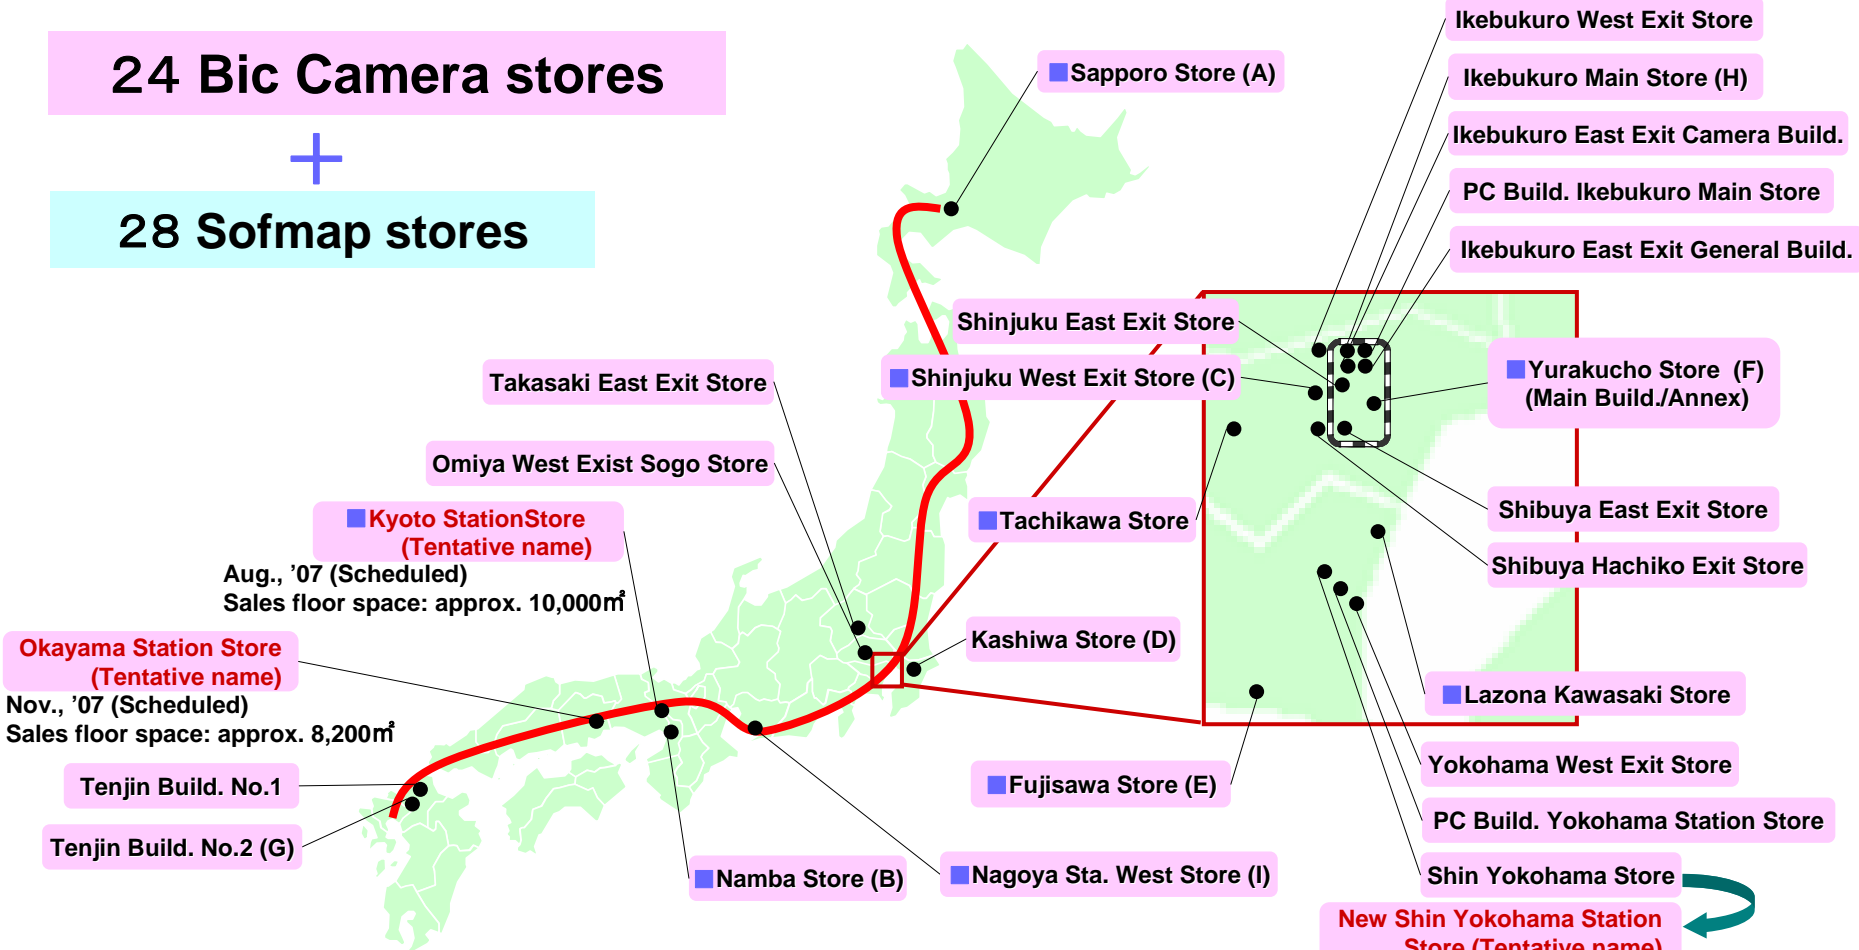 24 Bic Camera stores
+
28 Sofmap stores
Sapporo Store (A)
Ikebukuro West Exit Store
Ikebukuro Main Store (H)
Ikebukuro East Exit Camera Build.
PC Build. Ikebukuro Main Store
Ikebukuro East Exit General Build.
Shinjuku East Exit Store
Shinjuku West Exit Store (C)
Yurakucho Store (F)
(Main Build./Annex)
Takasaki East Exit Store
Omiya West Exist Sogo Store
Kyoto StationStore
(Tentative name)
Aug., ’07 (Scheduled)
Sales floor space: approx. 10,000㎡
Tachikawa Store
Shibuya East Exit Store
Shibuya Hachiko Exit Store
Okayama Station Store
(Tentative name)
Nov., ’07 (Scheduled)
Sales floor space: approx. 8,200㎡
Kashiwa Store (D)
Lazona Kawasaki Store
Tenjin Build. No.1
Tenjin Build. No.2 (G)
Fujisawa Store (E)
Yokohama West Exit Store
PC Build. Yokohama Station Store
Namba Store (B)
Nagoya Sta. West Store (I)
Shin Yokohama Store
New Shin Yokohama Station
Store (Tentative name)